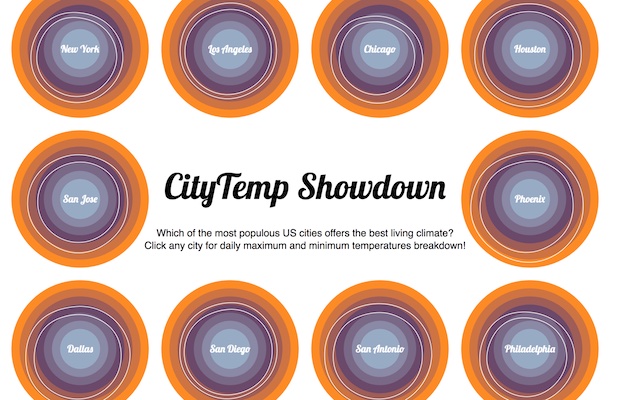 New York
Los Angeles
Chicago
Houston
San Jose
CityTemp Showdown
Phoenix
Which of the most populous US cities offers the best living climate?
Click any city for daily maximum and minimum temperatures breakdown!
Dallas
San Diego
San Antonio
Philadelphia